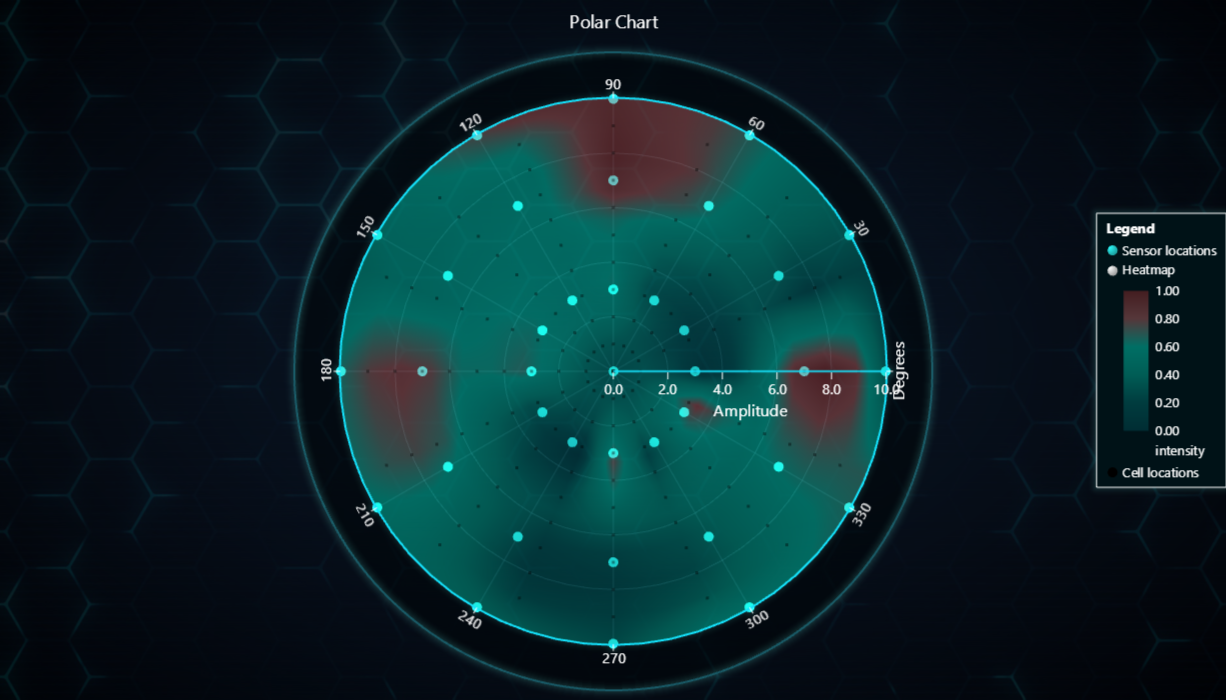 Polar Chart
90
120
60
150
30
180
0.0 2.0 4.0 6.0 8.0 10.0
Degrees
Amplitude
210
330
240
300
270
Legend
Sensor locations
Heatmap
1.00
0.80
0.60
0.40
0.20
0.00
intensity
Cell locations